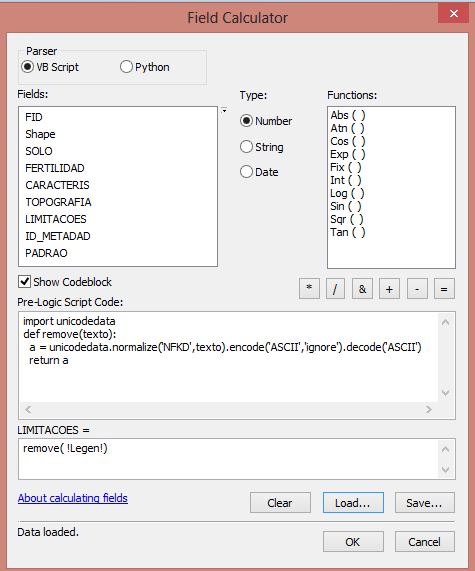 Field Calculator
Parser
VB Script
Python
Fields:
FID
Shape
SOLO
FERTILIDAD
CARACTERIS
TOPOGRAFIA
LIMITACOES
ID_METADAD
PADRAO
Type:
Number
String
Date
Functions:
Abs ( )
Atn ( )
Cos ( )
Exp ( )
Fix ( )
Int ( )
Log ( )
Sin ( )
Sqr ( )
Tan ( )
Show Codeblock
* / & + - =
Pre-Logic Script Code:
import unicodedata
def remove(texto):
  a = unicodedata.normalize('NFKD',texto).encode('ASCII','ignore').decode('ASCII')
  return a
LIMITACOES =
remove( !Legen!)
About calculating fields
Clear
Load...
Save...
Data loaded.
OK
Cancel